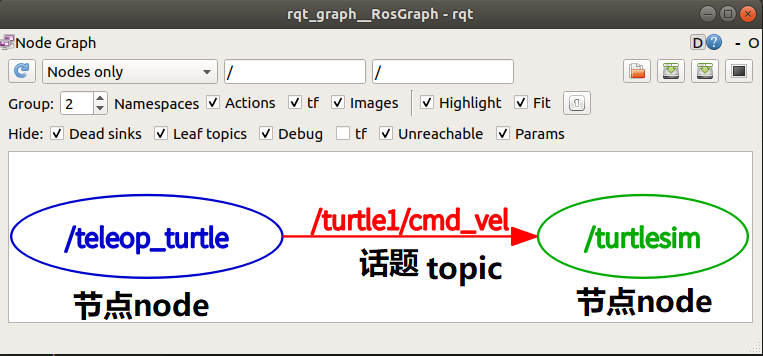 rqt_graph__RosGraph - rqt
Node Graph
D ? - O
Nodes only / /
Group: 2 Namespaces Actions tf Images Highlight Fit
Hide: Dead sinks Leaf topics Debug tf Unreachable Params
/teleop_turtle
/turtle1/cmd_vel
/turtlesim
节点node
话题 topic
节点node